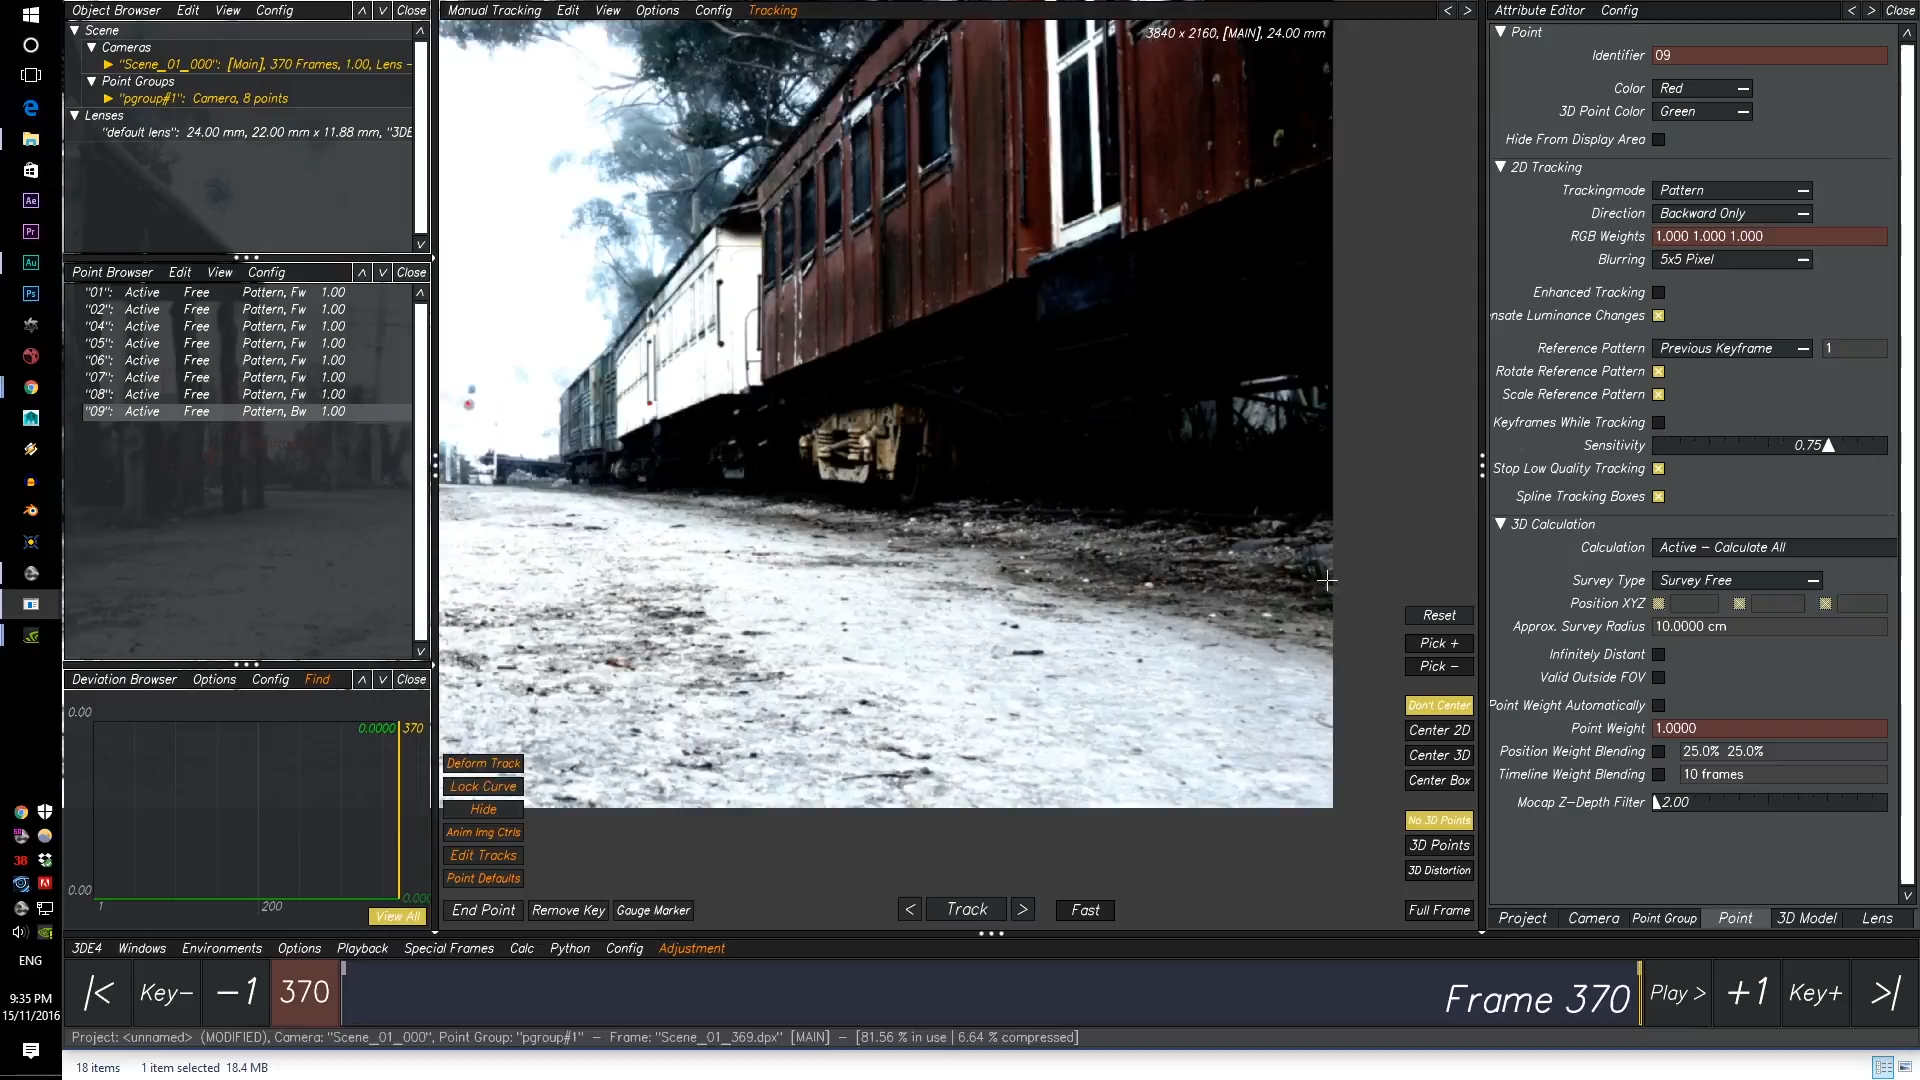 Object Browser Edit View Config Close
Scene
Cameras
"Scene_01_000": [Main], 370 Frames, 1.00, Lens -
Point Groups
"pgroup#1": Camera, 8 points
Lenses
"default lens": 24.00 mm, 22.00 mm x 11.88 mm, "3DE
Point Browser Edit View Config Close
"01": Active Free Pattern, Fw 1.00
"02": Active Free Pattern, Fw 1.00
"04": Active Free Pattern, Fw 1.00
"05": Active Free Pattern, Fw 1.00
"06": Active Free Pattern, Fw 1.00
"07": Active Free Pattern, Fw 1.00
"08": Active Free Pattern, Fw 1.00
"09": Active Free Pattern, Bw 1.00
Deviation Browser Options Config Find Close
0.00
0.0000 370
0.00
0.000
1 200
View All
Manual Tracking Edit View Options Config Tracking < >
3840 x 2160, [MAIN], 24.00 mm
Reset
Pick +
Pick -
Don't Center
Center 2D
Center 3D
Center Box
No 3D Points
3D Points
3D Distortion
Full Frame
Deform Track
Lock Curve
Hide
Anim Img Ctrls
Edit Tracks
Point Defaults
End Point Remove Key Gauge Marker < Track > Fast
Attribute Editor Config < > Close
Point
Identifier 09
Color Red
3D Point Color Green
Hide From Display Area
2D Tracking
Trackingmode Pattern
Direction Backward Only
RGB Weights 1.000 1.000 1.000
Blurring 5x5 Pixel
Enhanced Tracking
nsate Luminance Changes
Reference Pattern Previous Keyframe 1
Rotate Reference Pattern
Scale Reference Pattern
Keyframes While Tracking
Sensitivity 0.75
Stop Low Quality Tracking
Spline Tracking Boxes
3D Calculation
Calculation Active - Calculate All
Survey Type Survey Free
Position XYZ
Approx. Survey Radius 10.0000 cm
Infinitely Distant
Valid Outside FOV
Point Weight Automatically
Point Weight 1.0000
Position Weight Blending 25.0% 25.0%
Timeline Weight Blending 10 frames
Mocap Z-Depth Filter 2.00
Project Camera Point Group Point 3D Model Lens
3DE4 Windows Environments Options Playback Special Frames Calc Python Config Adjustment
|< Key- -1 370 Frame 370 Play > +1 Key+ >|
Project: <unnamed> (MODIFIED), Camera: "Scene_01_000", Point Group: "pgroup#1" - Frame: "Scene_01_369.dpx" [MAIN] - [81.56 % in use | 6.64 % compressed]
18 items 1 item selected 18.4 MB
Ae
Pr
Au
Ps
38
ENG
9:35 PM
15/11/2016